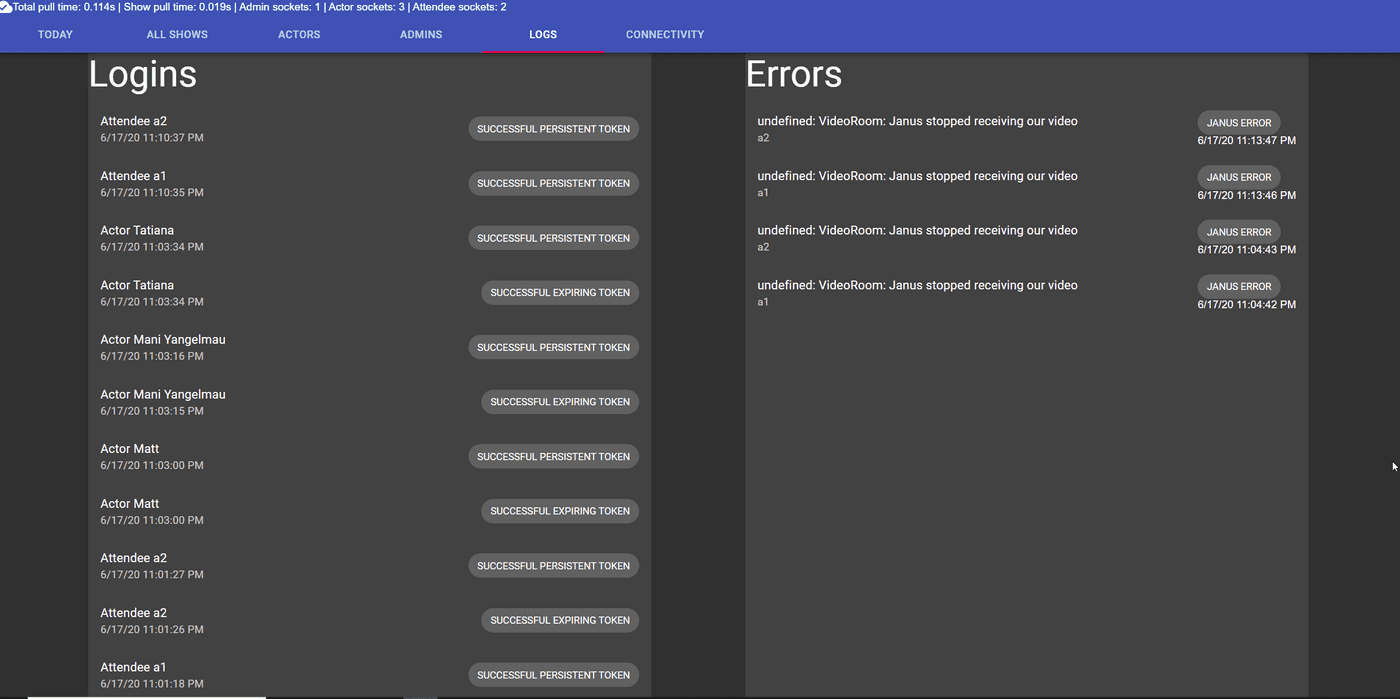 Total pull time: 0.114s | Show pull time: 0.019s | Admin sockets: 1 | Actor sockets: 3 | Attendee sockets: 2
TODAY ALL SHOWS ACTORS ADMINS LOGS CONNECTIVITY
Logins
Attendee a2
6/17/20 11:10:37 PM
SUCCESSFUL PERSISTENT TOKEN
Attendee a1
6/17/20 11:10:35 PM
SUCCESSFUL PERSISTENT TOKEN
Actor Tatiana
6/17/20 11:03:34 PM
SUCCESSFUL PERSISTENT TOKEN
Actor Tatiana
6/17/20 11:03:34 PM
SUCCESSFUL EXPIRING TOKEN
Actor Mani Yangelmau
6/17/20 11:03:16 PM
SUCCESSFUL PERSISTENT TOKEN
Actor Mani Yangelmau
6/17/20 11:03:15 PM
SUCCESSFUL EXPIRING TOKEN
Actor Matt
6/17/20 11:03:00 PM
SUCCESSFUL PERSISTENT TOKEN
Actor Matt
6/17/20 11:03:00 PM
SUCCESSFUL EXPIRING TOKEN
Attendee a2
6/17/20 11:01:27 PM
SUCCESSFUL PERSISTENT TOKEN
Attendee a2
6/17/20 11:01:26 PM
SUCCESSFUL EXPIRING TOKEN
Attendee a1
6/17/20 11:01:18 PM
SUCCESSFUL PERSISTENT TOKEN
Errors
undefined: VideoRoom: Janus stopped receiving our video
a2
JANUS ERROR
6/17/20 11:13:47 PM
undefined: VideoRoom: Janus stopped receiving our video
a1
JANUS ERROR
6/17/20 11:13:46 PM
undefined: VideoRoom: Janus stopped receiving our video
a2
JANUS ERROR
6/17/20 11:04:43 PM
undefined: VideoRoom: Janus stopped receiving our video
a1
JANUS ERROR
6/17/20 11:04:42 PM